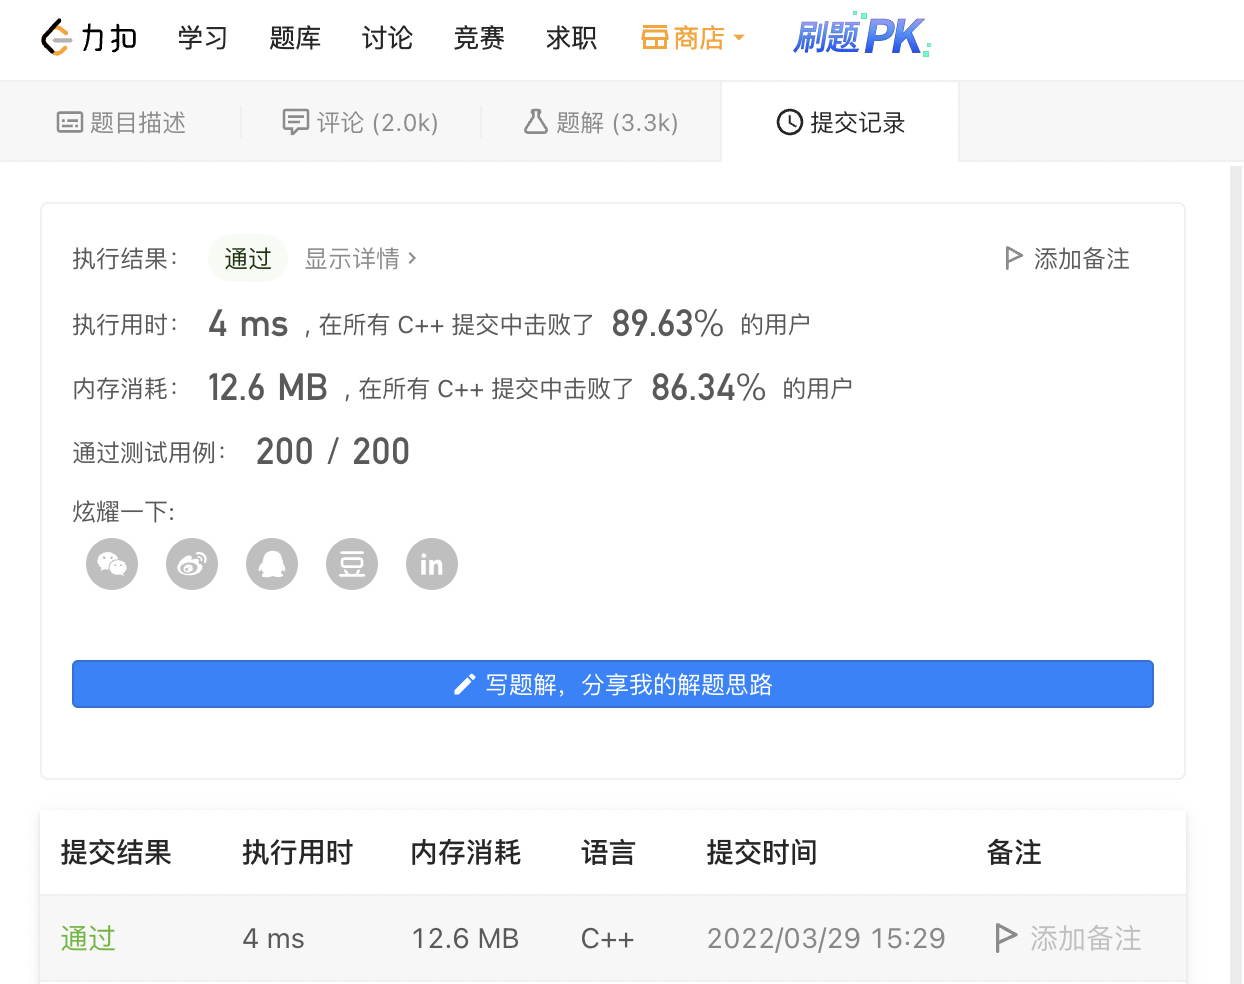 力扣 学习 题库 讨论 竞赛 求职 商店 刷题PK
题目描述 评论 (2.0k) 题解 (3.3k) 提交记录
执行结果： 通过 显示详情 › 添加备注
执行用时： 4 ms , 在所有 C++ 提交中击败了 89.63% 的用户
内存消耗： 12.6 MB , 在所有 C++ 提交中击败了 86.34% 的用户
通过测试用例： 200 / 200
炫耀一下:
豆 in
写题解，分享我的解题思路
提交结果 执行用时 内存消耗 语言 提交时间 备注
通过 4 ms 12.6 MB C++ 2022/03/29 15:29 添加备注